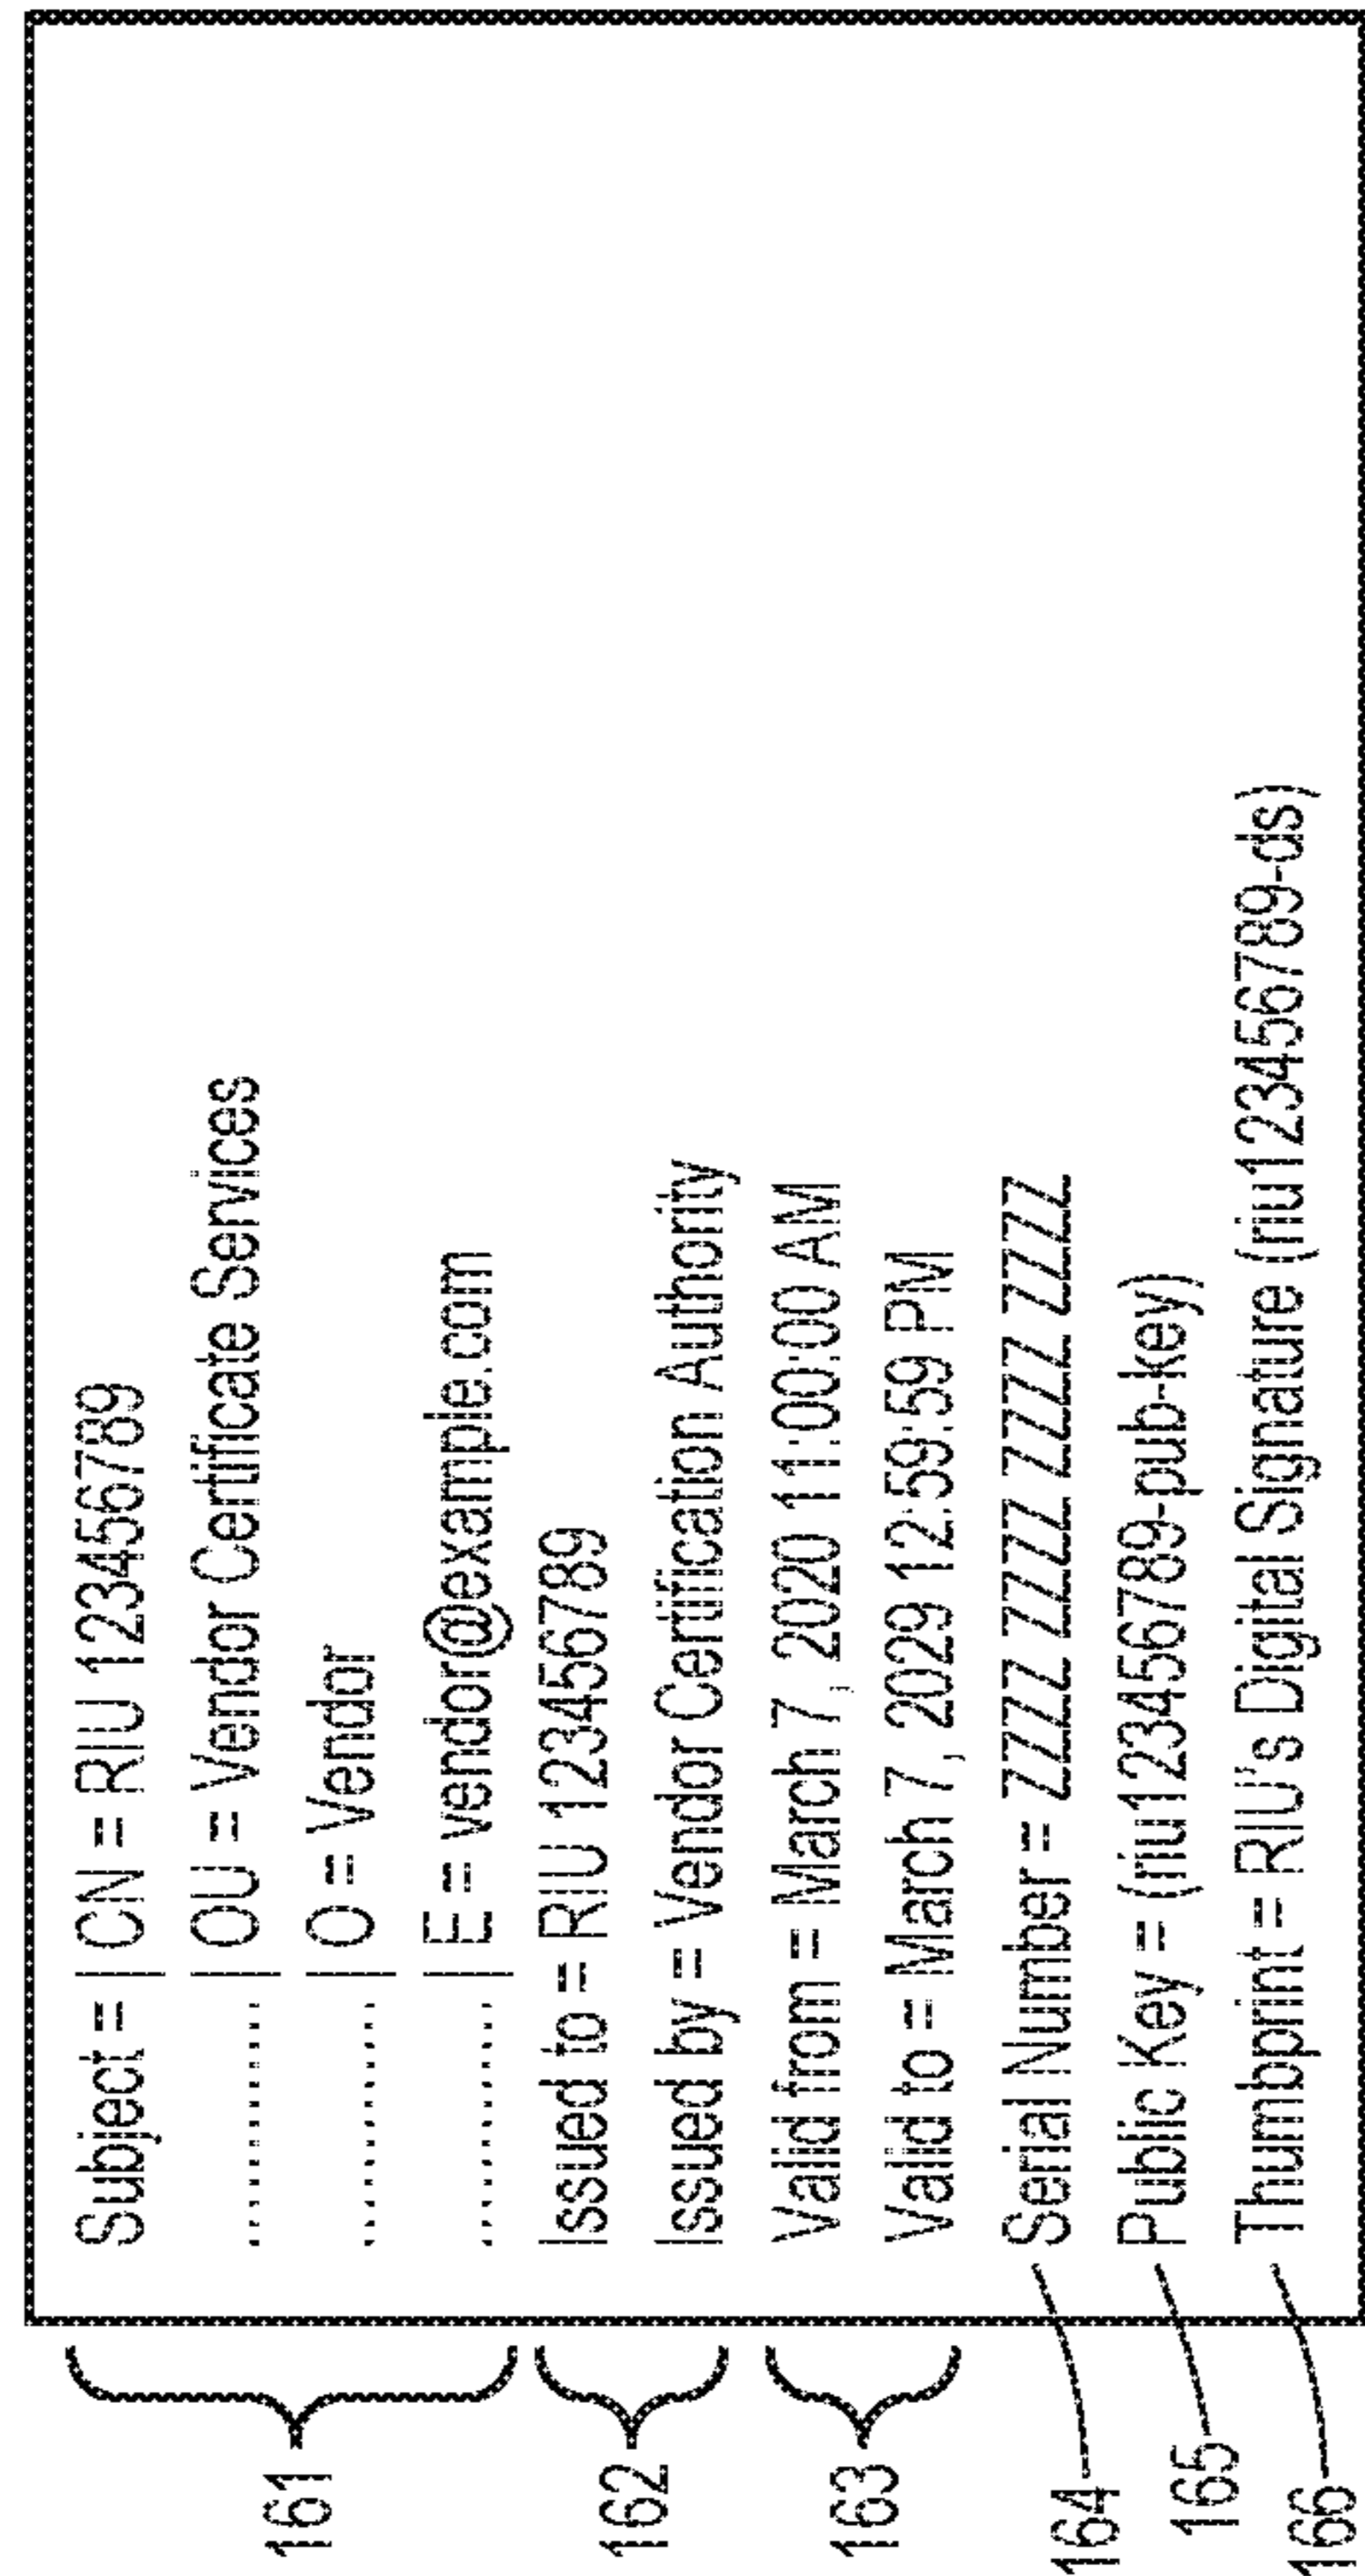 161
Subject = | CN = RIU 123456789
............... | OU = Vendor Certificate Services
............... | O = Vendor
............... | E = vendor@example.com
162
Issued to = RIU 123456789
Issued by = Vendor Certification Authority
163
Valid from = March 7, 2020 11:00:00 AM
Valid to = March 7, 2029 12:59:59 PM
164 Serial Number = ZZZZ ZZZZ ZZZZ ZZZZ ZZZZ
165 Public Key = (riu123456789-pub-key)
166 Thumbprint = RIU's Digital Signature (riu123456789-ds)